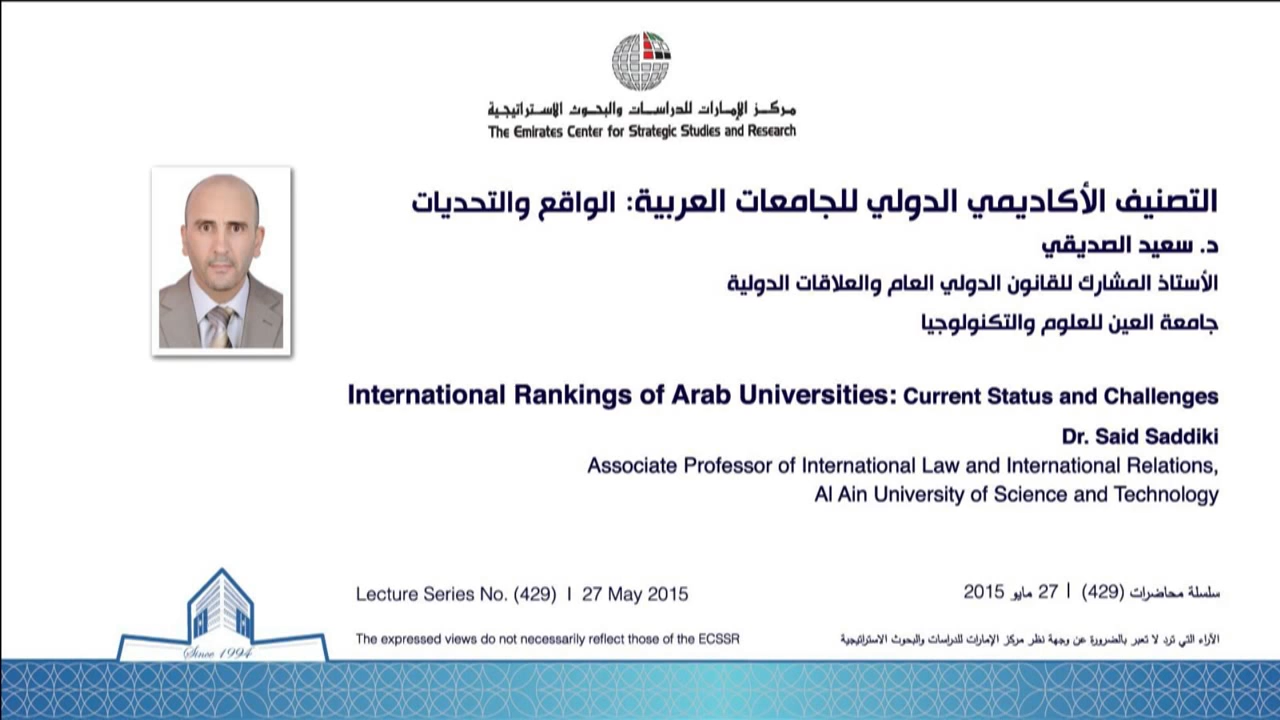 مركز الإمارات للدراسات والبحوث الاستراتيجية
The Emirates Center for Strategic Studies and Research
التصنيف الأكاديمي الدولي للجامعات العربية: الواقع والتحديات
د. سعيد الصديقي
الأستاذ المشارك للقانون الدولي العام والعلاقات الدولية
جامعة العين للعلوم والتكنولوجيا
International Rankings of Arab Universities: Current Status and Challenges
Dr. Said Saddiki
Associate Professor of International Law and International Relations,
Al Ain University of Science and Technology
سلسلة محاضرات (429) | 27 مايو 2015
Lecture Series No. (429) | 27 May 2015
الآراء التي ترد لا تعبر بالضرورة عن وجهة نظر مركز الإمارات للدراسات والبحوث الاستراتيجية
The expressed views do not necessarily reflect those of the ECSSR
Since 1994